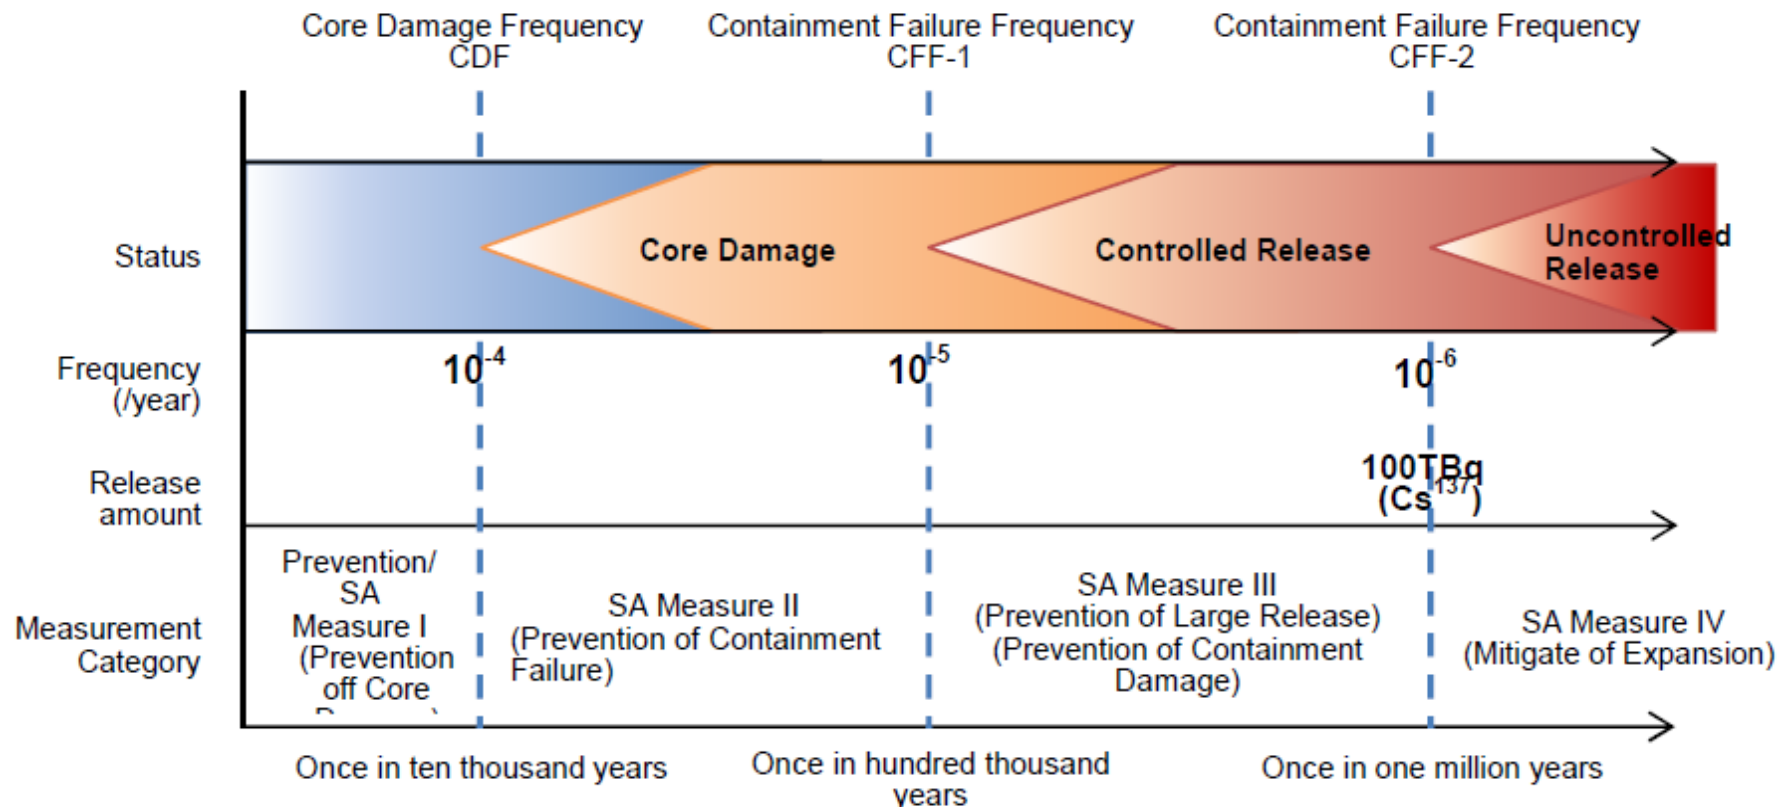 Core Damage Frequency
CDF
Containment Failure Frequency
CFF-1
Containment Failure Frequency
CFF-2
Status
Core Damage
Controlled Release
Uncontrolled
Release
Frequency
(/year)
10⁻⁴
10⁻⁵
10⁻⁶
Release
amount
100TBq
(Cs¹³⁷)
Measurement
Category
Prevention/
SA
Measure I
(Prevention
off Core
SA Measure II
(Prevention of Containment
Failure)
SA Measure III
(Prevention of Large Release)
(Prevention of Containment
Damage)
SA Measure IV
(Mitigate of Expansion)
Once in ten thousand years
Once in hundred thousand
years
Once in one million years